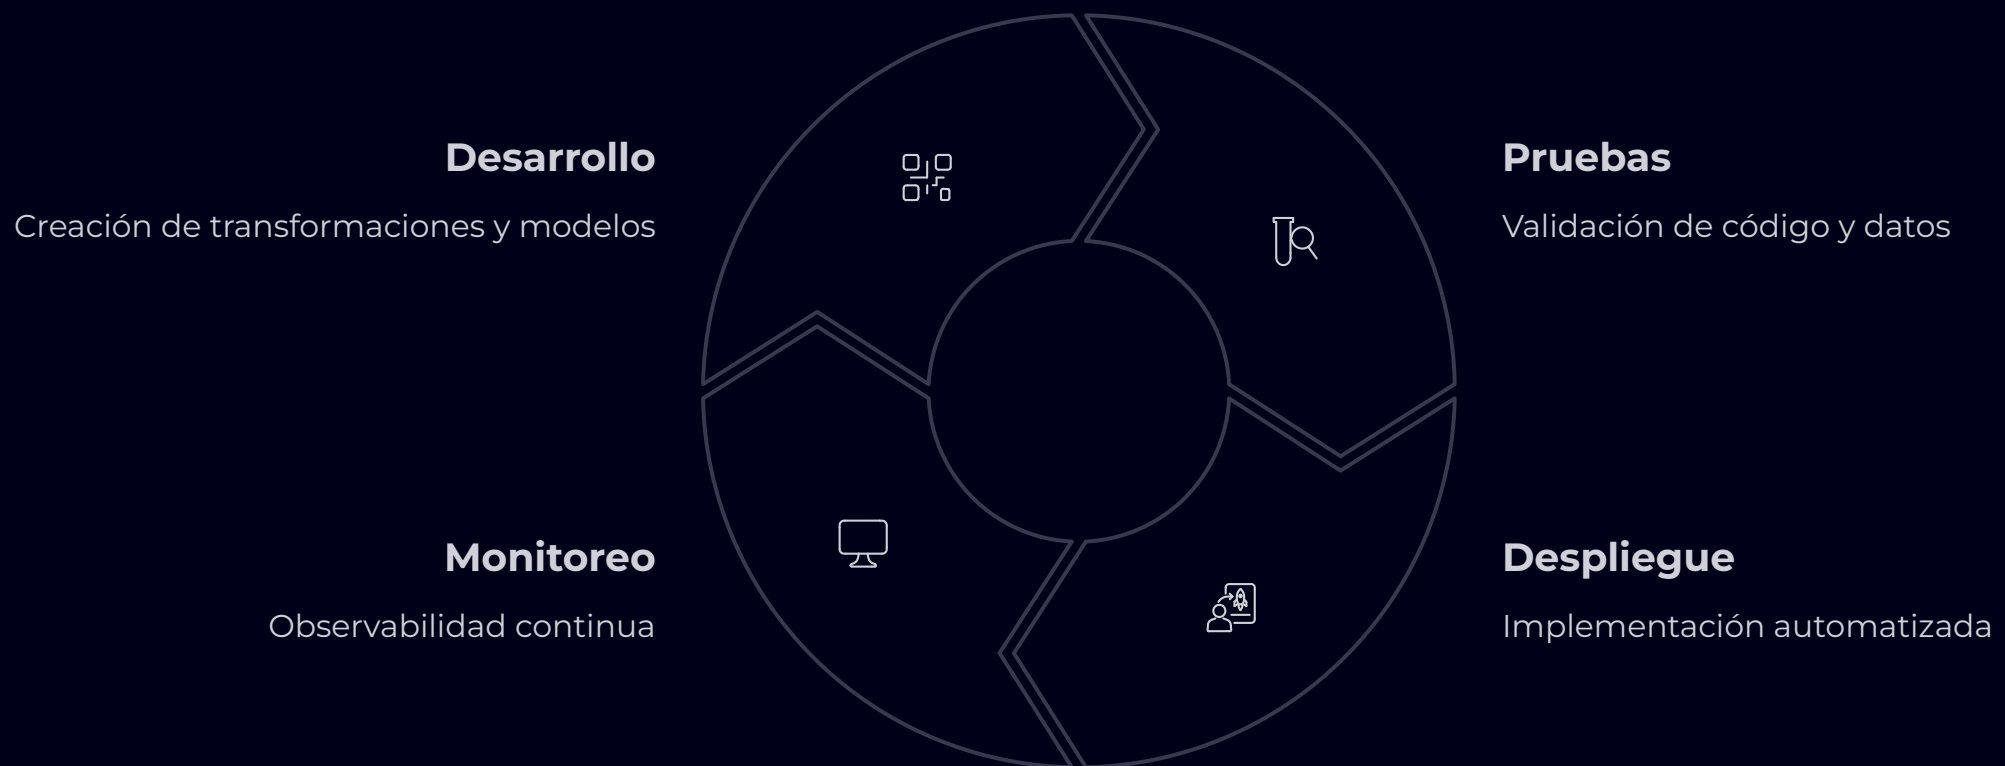 Desarrollo
Creación de transformaciones y modelos
Pruebas
Validación de código y datos
Monitoreo
Observabilidad continua
Despliegue
Implementación automatizada